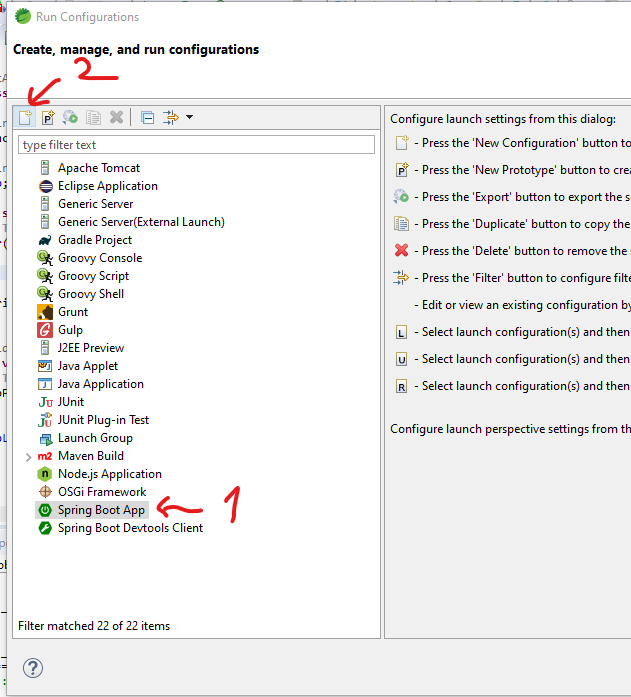 Run Configurations
Create, manage, and run configurations
2
type filter text
Apache Tomcat
Eclipse Application
Generic Server
Generic Server(External Launch)
Gradle Project
Groovy Console
Groovy Script
Groovy Shell
Grunt
Gulp
J2EE Preview
Java Applet
Java Application
JUnit
JUnit Plug-in Test
Launch Group
m2 Maven Build
Node.js Application
OSGi Framework
Spring Boot App
1
Spring Boot Devtools Client
Filter matched 22 of 22 items
Configure launch settings from this dialog:
- Press the 'New Configuration' button to
- Press the 'New Prototype' button to crea
- Press the 'Export' button to export the s
- Press the 'Duplicate' button to copy the
- Press the 'Delete' button to remove the s
- Press the 'Filter' button to configure filte
- Edit or view an existing configuration by
L - Select launch configuration(s) and then
U - Select launch configuration(s) and then
R - Select launch configuration(s) and then
Configure launch perspective settings from th